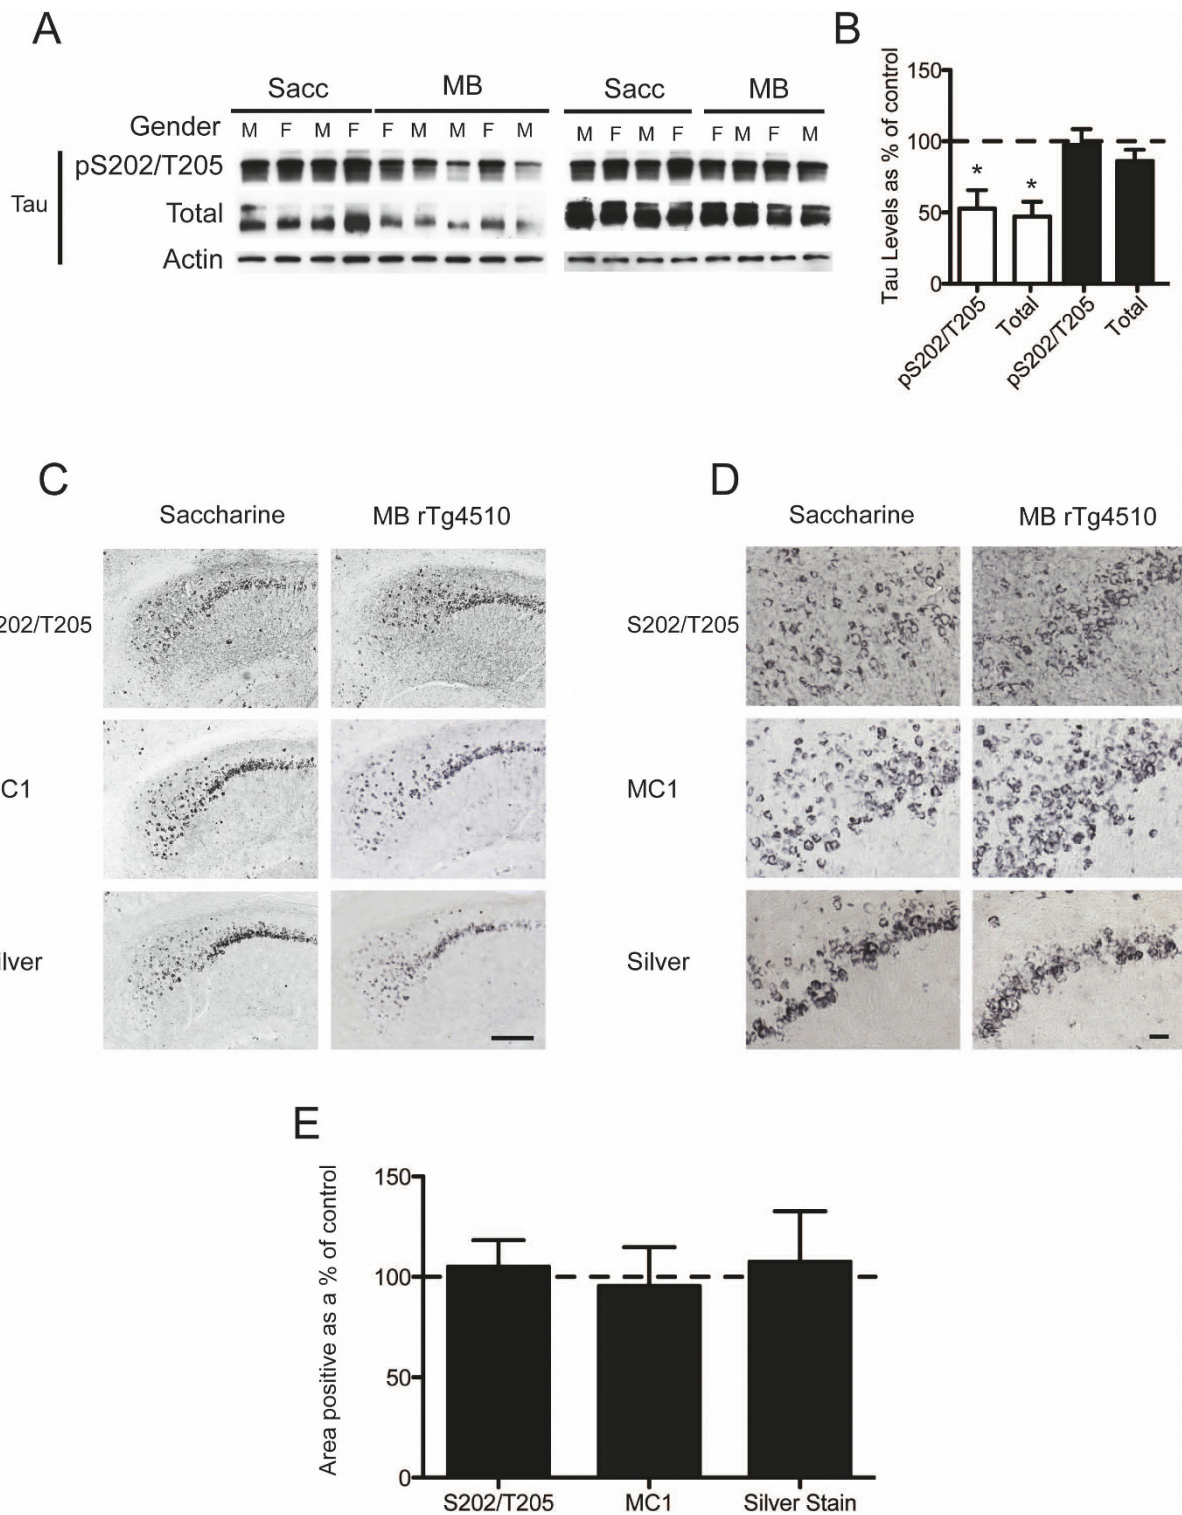 A
Sacc MB Sacc MB
Gender M F M F F M M F M M F M F F M F M
Tau
pS202/T205
Total
Actin
B
Tau Levels as % of control
150
100
50
0
* *
pS202/T205 Total pS202/T205 Total
C
Saccharine MB rTg4510
202/T205
C1
ilver
D
Saccharine MB rTg4510
S202/T205
MC1
Silver
E
Area positive as a % of control
150
100
50
0
S202/T205 MC1 Silver Stain